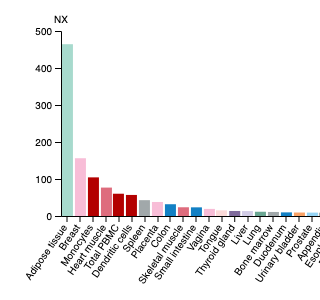 NX
500
400
300
200
100
0
Adipose tissue
Breast
Monocytes
Heart muscle
Total PBMC
Dendritic cells
Spleen
Placenta
Colon
Skeletal muscle
Small intestine
Vagina
Tongue
Thyroid gland
Liver
Lung
Bone marrow
Duodenum
Urinary bladder
Prostate